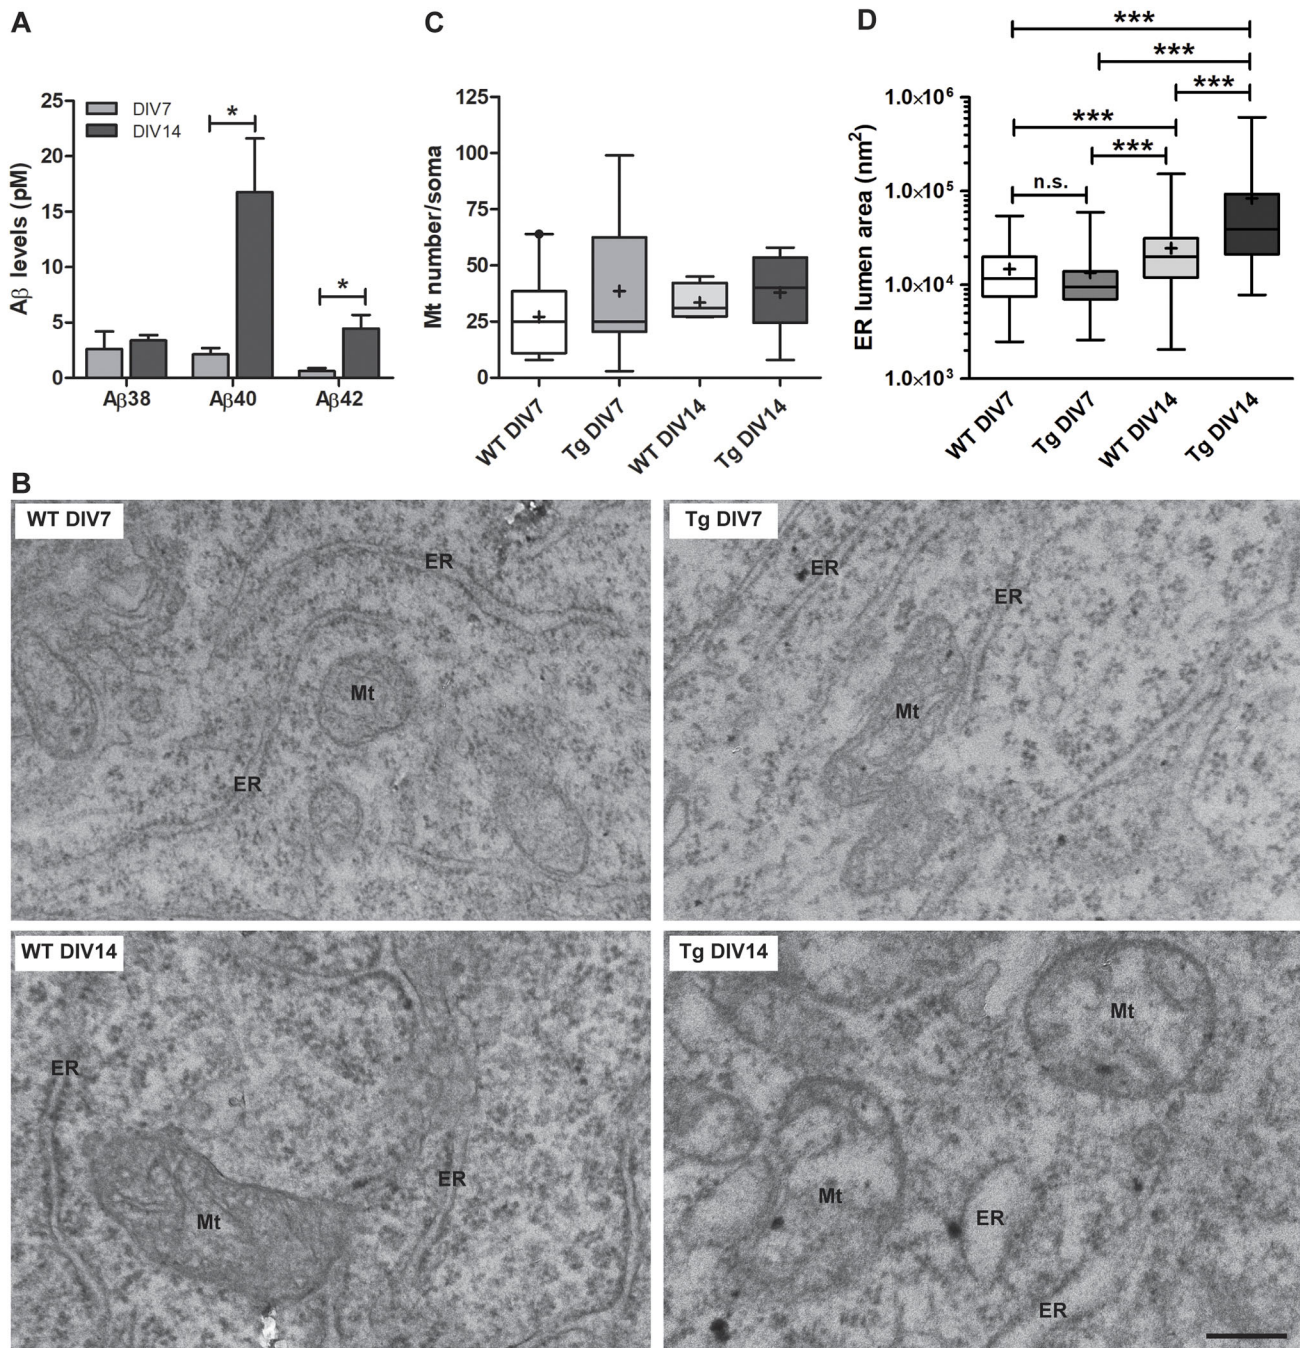 A
25
20
15
10
5
0
Aβ levels (pM)
DIV7
DIV14
*
*
Aβ38
Aβ40
Aβ42
C
125
100
75
50
25
0
Mt number/soma
WT DIV7
Tg DIV7
WT DIV14
Tg DIV14
D
***
***
***
***
***
n.s.
1.0×10⁶
1.0×10⁵
1.0×10⁴
1.0×10³
ER lumen area (nm²)
WT DIV7
Tg DIV7
WT DIV14
Tg DIV14
B
WT DIV7
ER
Mt
ER
Tg DIV7
ER
ER
Mt
WT DIV14
ER
ER
Mt
Tg DIV14
Mt
Mt
ER
ER